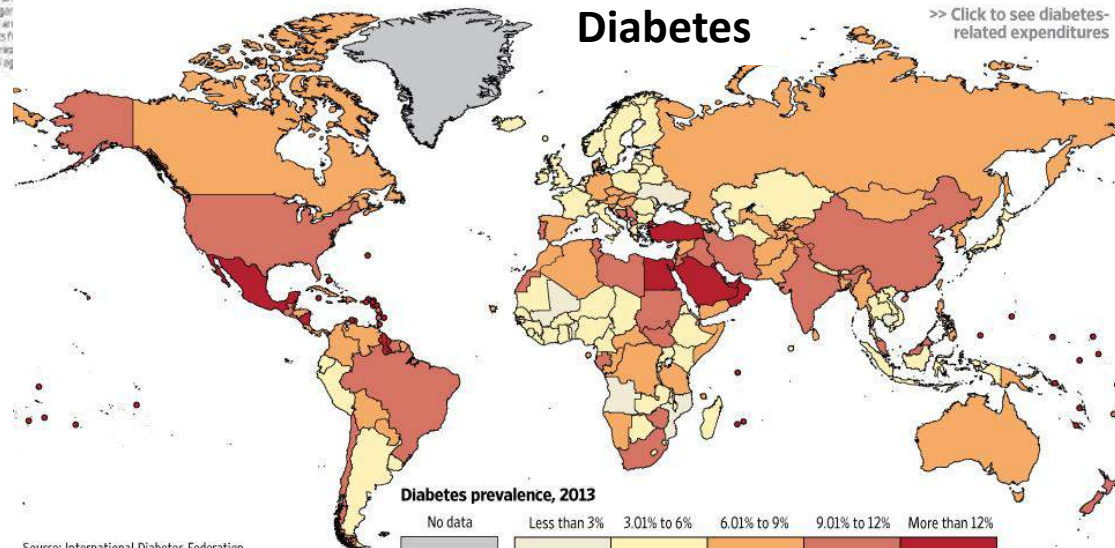 Diabetes
>> Click to see diabetes-
related expenditures
Diabetes prevalence, 2013
No data
Less than 3%
3.01% to 6%
6.01% to 9%
9.01% to 12%
More than 12%
Source: International Diabetes Federation